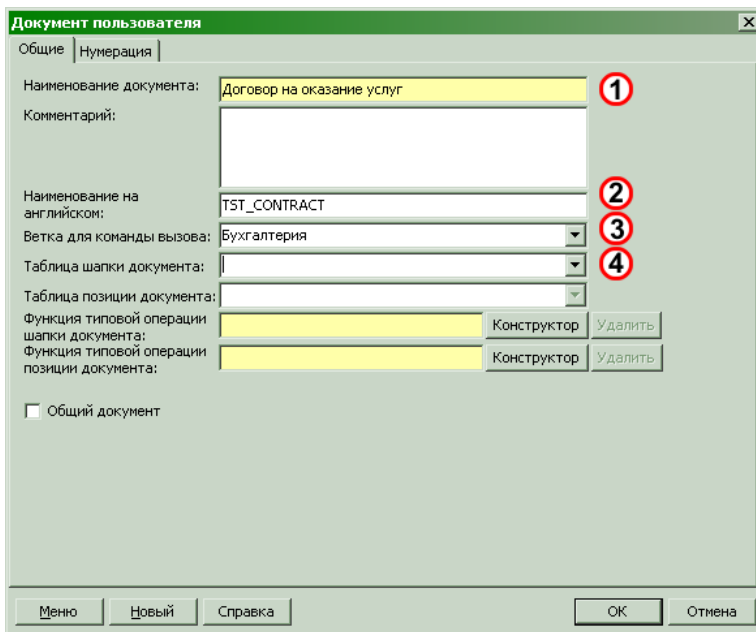 Документ пользователя
Общие Нумерация
Наименование документа: Договор на оказание услуг 1
Комментарий:
Наименование на
английском: TST_CONTRACT 2
Ветка для команды вызова: Бухгалтерия 3
Таблица шапки документа: 4
Таблица позиции документа:
Функция типовой операции
шапки документа: Конструктор Удалить
Функция типовой операции
позиции документа: Конструктор Удалить
Общий документ
Меню Новый Справка OK Отмена